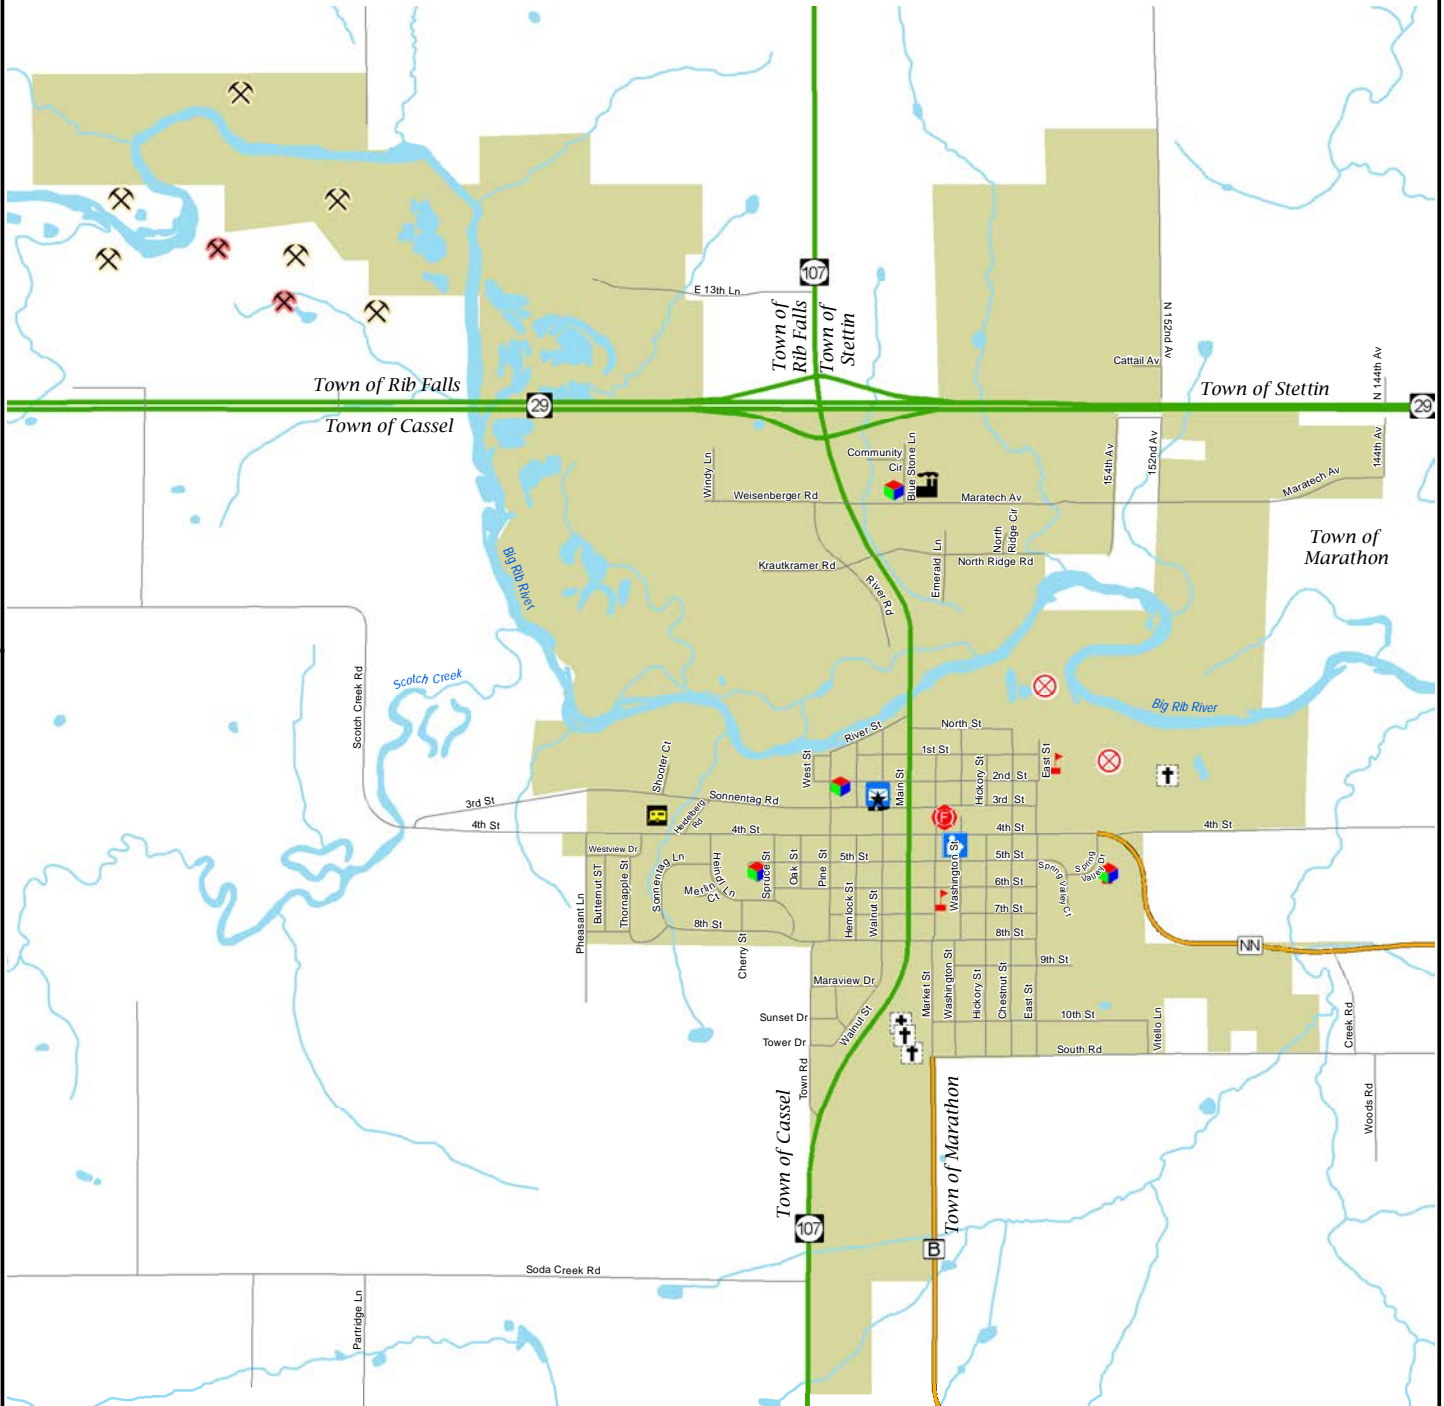 107
E 13th Ln
Town of
Rib Falls
Town of
Stettin
N 152nd Av
Cattail Av
N 144th Av
Town of Rib Falls
Town of Stettin
29
29
Town of Cassel
Community
Cir
Blue Stone Ln
Windy Ln
Weisenberger Rd
Maratech Av
154th Av
152nd Av
144th Av
Maratech Av
North
Ridge Cir
Town of
Marathon
Krautkramer Rd
River Rd
Emerald Ln
North Ridge Rd
Big Rib River
Scotch Creek Rd
Scotch Creek
Big Rib River
River St
North St
1st St
Shooter Ct
West St
Main St
Hickory St
2nd St
East St
3rd St
Sonnentag Rd
3rd St
Heidelberg
Rd
F
4th St
4th St
4th St
4th St
Westview Dr
Sonnentag Ln
Heindl Ln
Merlin
Ct
Spruce St
Oak St
Pine St
5th St
5th St
Spring
Valley Dr
Spring Valley Ct
Butternut ST
Thornapple St
6th St
Washington St
Hemlock St
Walnut St
7th St
Pheasant Ln
8th St
8th St
Cherry St
NN
9th St
Maraview Dr
Market St
Washington St
Hickory St
Chestnut St
East St
Sunset Dr
Walnut St
10th St
Vitello Ln
Creek Rd
Tower Dr
South Rd
Town Rd
Woods Rd
Town of Cassel
Town of Marathon
107
B
Soda Creek Rd
Partridge Ln